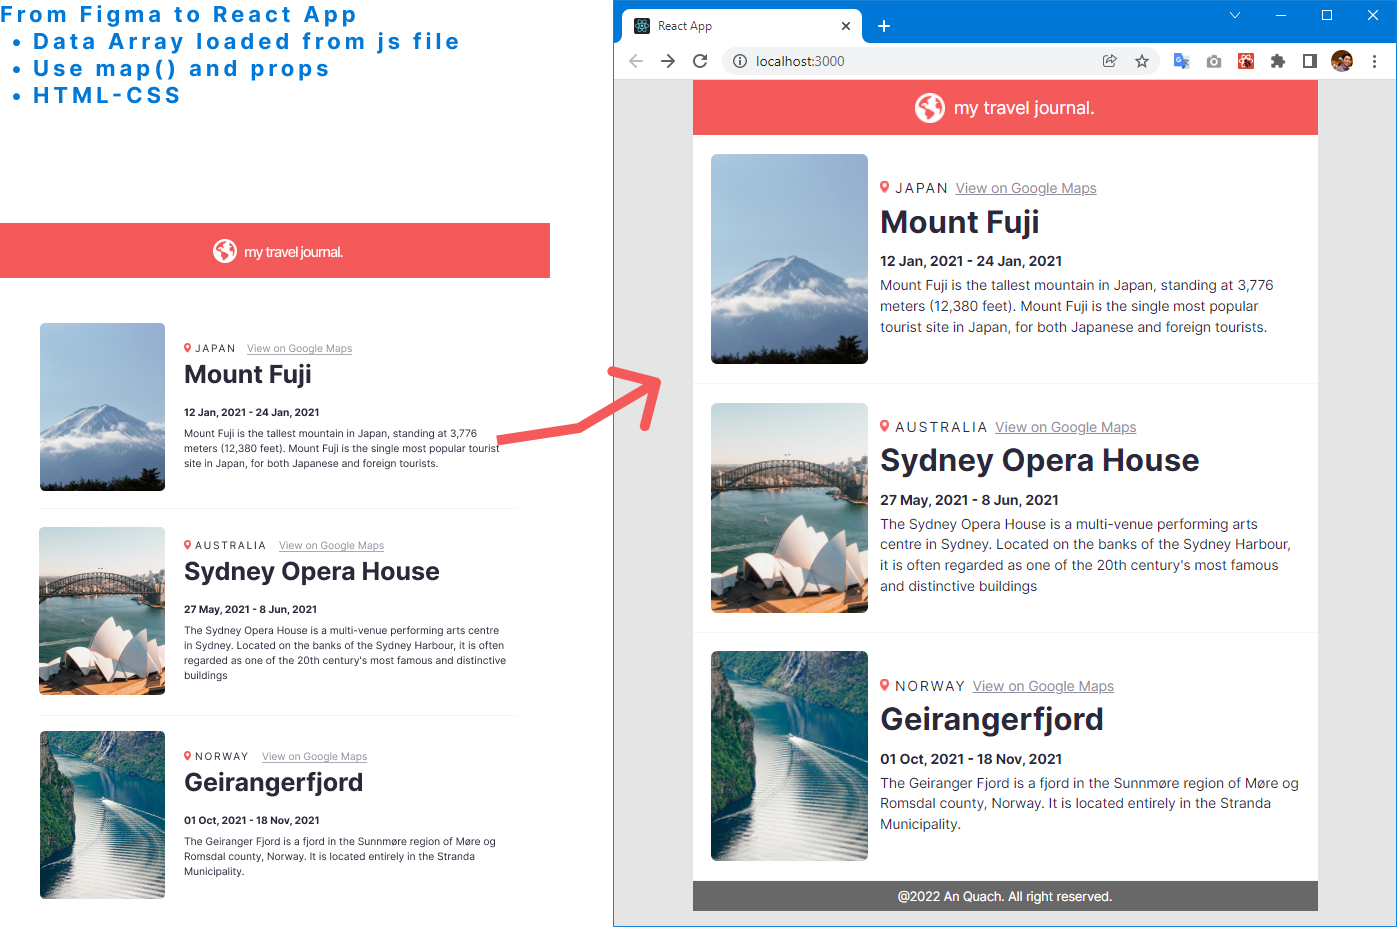 From Figma to React App
• Data Array loaded from js file
• Use map() and props
• HTML-CSS
my travel journal.
JAPAN View on Google Maps
Mount Fuji
12 Jan, 2021 - 24 Jan, 2021
Mount Fuji is the tallest mountain in Japan, standing at 3,776
meters (12,380 feet). Mount Fuji is the single most popular tourist
site in Japan, for both Japanese and foreign tourists.
AUSTRALIA View on Google Maps
Sydney Opera House
27 May, 2021 - 8 Jun, 2021
The Sydney Opera House is a multi-venue performing arts centre
in Sydney. Located on the banks of the Sydney Harbour, it is often
regarded as one of the 20th century's most famous and distinctive
buildings
NORWAY View on Google Maps
Geirangerfjord
01 Oct, 2021 - 18 Nov, 2021
The Geiranger Fjord is a fjord in the Sunnmøre region of Møre og
Romsdal county, Norway. It is located entirely in the Stranda
Municipality.
React App
localhost:3000
my travel journal.
JAPAN View on Google Maps
Mount Fuji
12 Jan, 2021 - 24 Jan, 2021
Mount Fuji is the tallest mountain in Japan, standing at 3,776
meters (12,380 feet). Mount Fuji is the single most popular
tourist site in Japan, for both Japanese and foreign tourists.
AUSTRALIA View on Google Maps
Sydney Opera House
27 May, 2021 - 8 Jun, 2021
The Sydney Opera House is a multi-venue performing arts
centre in Sydney. Located on the banks of the Sydney Harbour,
it is often regarded as one of the 20th century's most famous
and distinctive buildings
NORWAY View on Google Maps
Geirangerfjord
01 Oct, 2021 - 18 Nov, 2021
The Geiranger Fjord is a fjord in the Sunnmøre region of Møre og
Romsdal county, Norway. It is located entirely in the Stranda
Municipality.
@2022 An Quach. All right reserved.